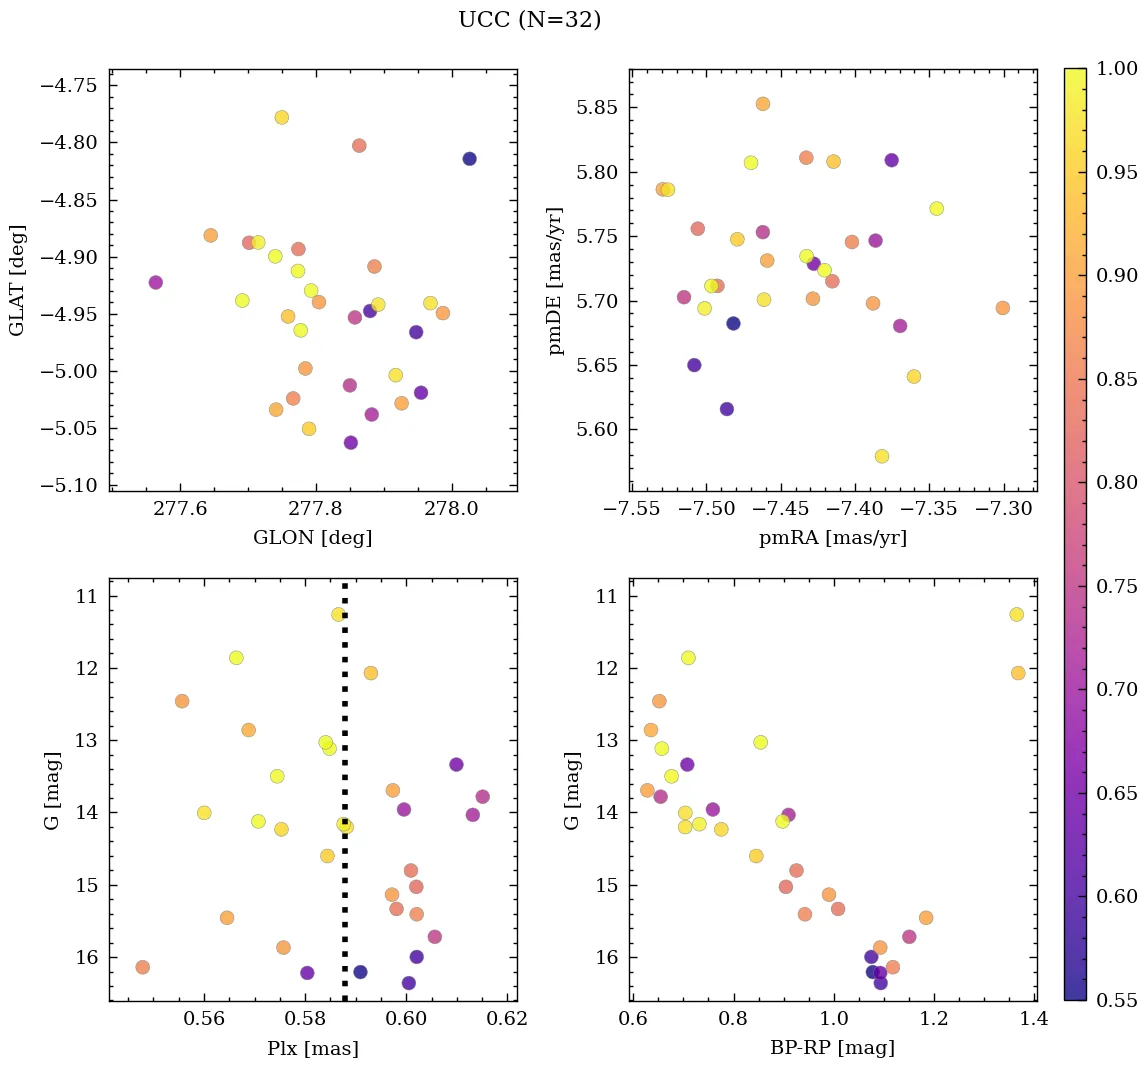 UCC (N=32)
−4.75
−4.80
−4.85
−4.90
−4.95
−5.00
−5.05
−5.10
GLAT [deg]
277.6 277.8 278.0
GLON [deg]
5.85
5.80
5.75
5.70
5.65
5.60
pmDE [mas/yr]
−7.55 −7.50 −7.45 −7.40 −7.35 −7.30
pmRA [mas/yr]
11
12
13
14
15
16
G [mag]
0.56 0.58 0.60 0.62
Plx [mas]
11
12
13
14
15
16
G [mag]
0.6 0.8 1.0 1.2 1.4
BP-RP [mag]
1.00
0.95
0.90
0.85
0.80
0.75
0.70
0.65
0.60
0.55